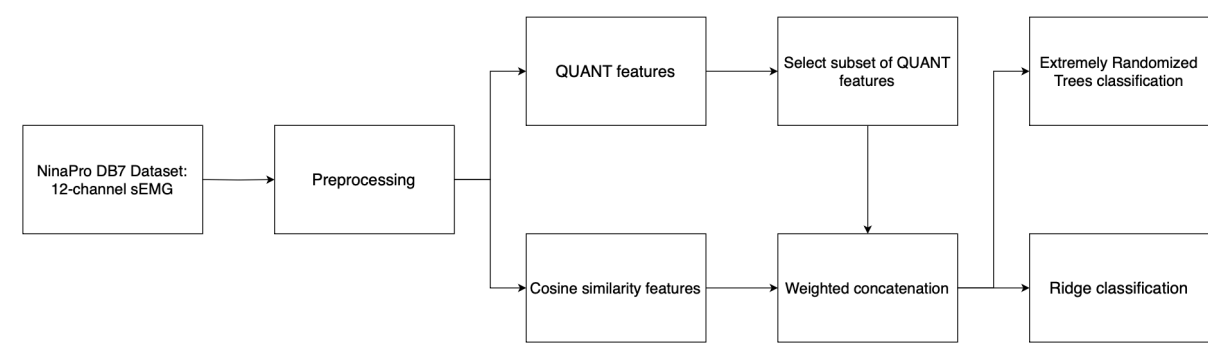 NinaPro DB7 Dataset:
12-channel sEMG
Preprocessing
QUANT features
Select subset of QUANT
features
Extremely Randomized
Trees classification
Cosine similarity features
Weighted concatenation
Ridge classification